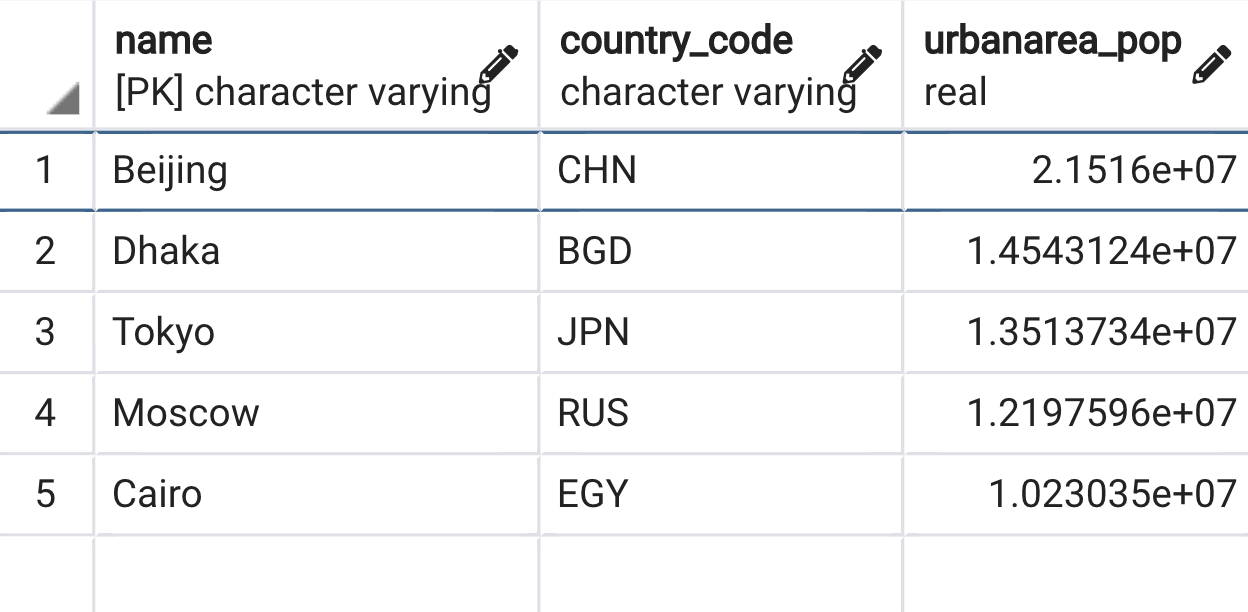 name country_code urbanarea_pop
[PK] character varying character varying real
1 Beijing CHN 2.1516e+07
2 Dhaka BGD 1.4543124e+07
3 Tokyo JPN 1.3513734e+07
4 Moscow RUS 1.2197596e+07
5 Cairo EGY 1.023035e+07